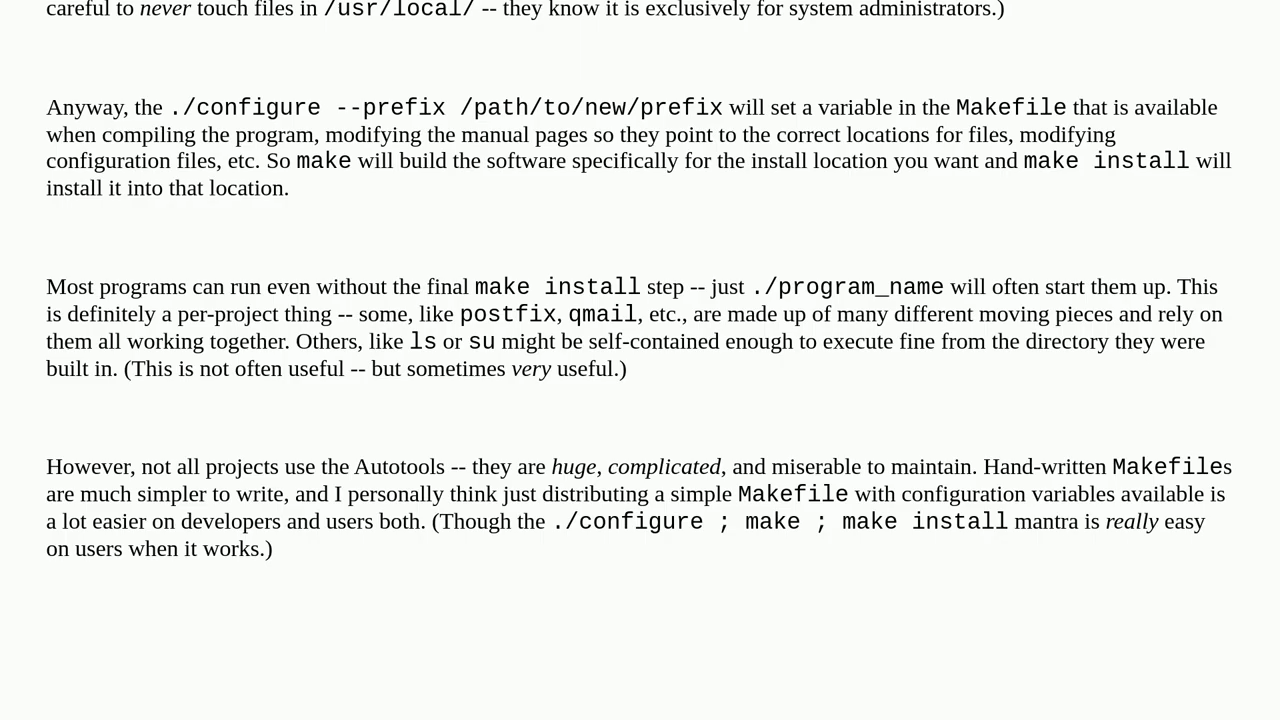 careful to never touch files in /usr/local/ -- they know it is exclusively for system administrators.)
Anyway, the ./configure --prefix /path/to/new/prefix will set a variable in the Makefile that is available
when compiling the program, modifying the manual pages so they point to the correct locations for files, modifying
configuration files, etc. So make will build the software specifically for the install location you want and make install will
install it into that location.
Most programs can run even without the final make install step -- just ./program_name will often start them up. This
is definitely a per-project thing -- some, like postfix, qmail, etc., are made up of many different moving pieces and rely on
them all working together. Others, like ls or su might be self-contained enough to execute fine from the directory they were
built in. (This is not often useful -- but sometimes very useful.)
However, not all projects use the Autotools -- they are huge, complicated, and miserable to maintain. Hand-written Makefiles
are much simpler to write, and I personally think just distributing a simple Makefile with configuration variables available is
a lot easier on developers and users both. (Though the ./configure ; make ; make install mantra is really easy
on users when it works.)